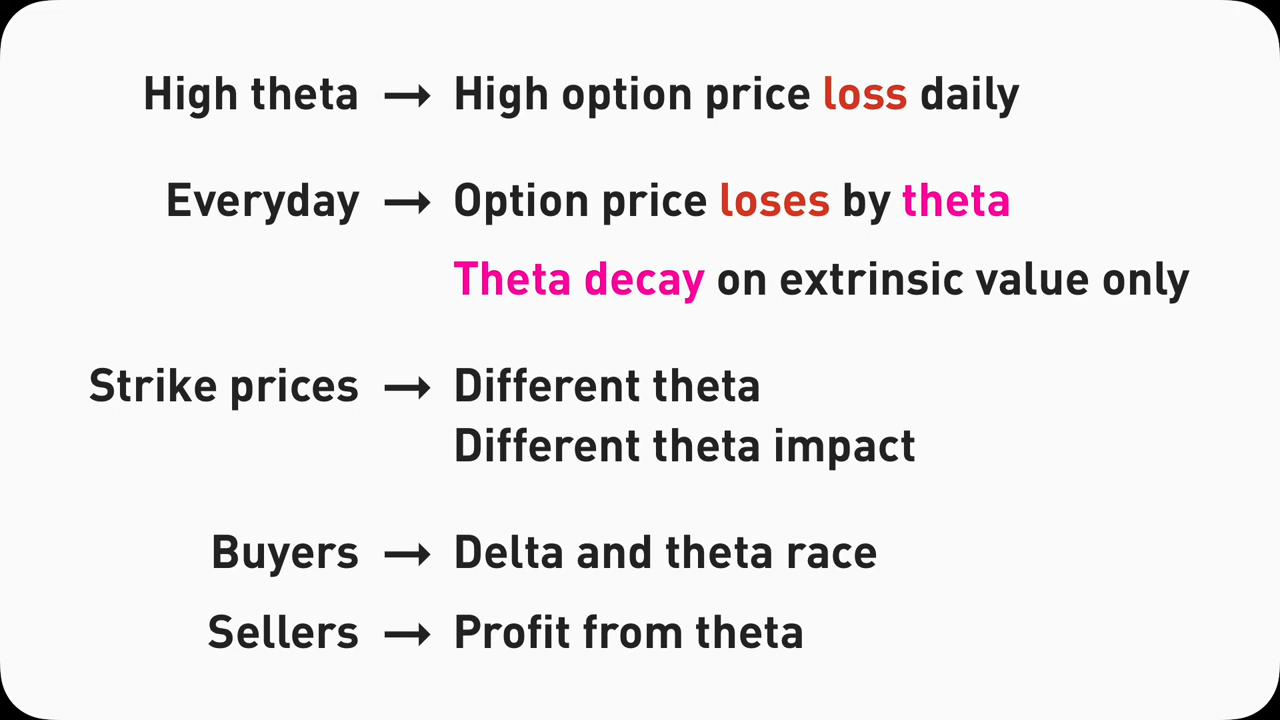 High theta → High option price loss daily
Everyday → Option price loses by theta
Theta decay on extrinsic value only
Strike prices → Different theta
Different theta impact
Buyers → Delta and theta race
Sellers → Profit from theta